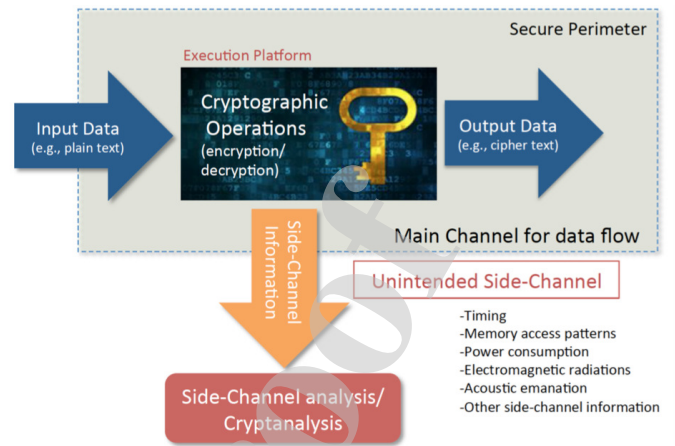 Secure Perimeter
Execution Platform
Input Data
(e.g., plain text)
Cryptographic
Operations
(encryption/
decryption)
Output Data
(e.g., cipher text)
Main Channel for data flow
Side-Channel
Information
Unintended Side-Channel
-Timing
-Memory access patterns
-Power consumption
-Electromagnetic radiations
-Acoustic emanation
-Other side-channel information
Side-Channel analysis/
Cryptanalysis